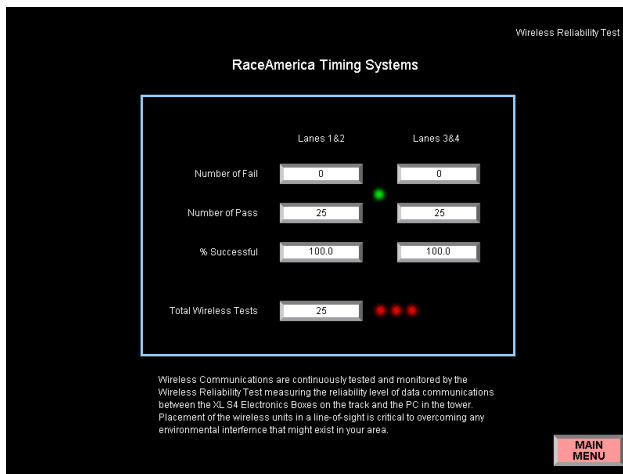 Wireless Reliability Test
RaceAmerica Timing Systems
Lanes 1&2 Lanes 3&4
Number of Fail 0 0
Number of Pass 25 25
% Successful 100.0 100.0
Total Wireless Tests 25
Wireless Communications are continuously tested and monitored by the
Wireless Reliability Test measuring the reliability level of data communications
between the XL S4 Electronics Boxes on the track and the PC in the tower.
Placement of the wireless units in a line-of-sight is critical to overcoming any
environmental interfernce that might exist in your area.
MAIN
MENU